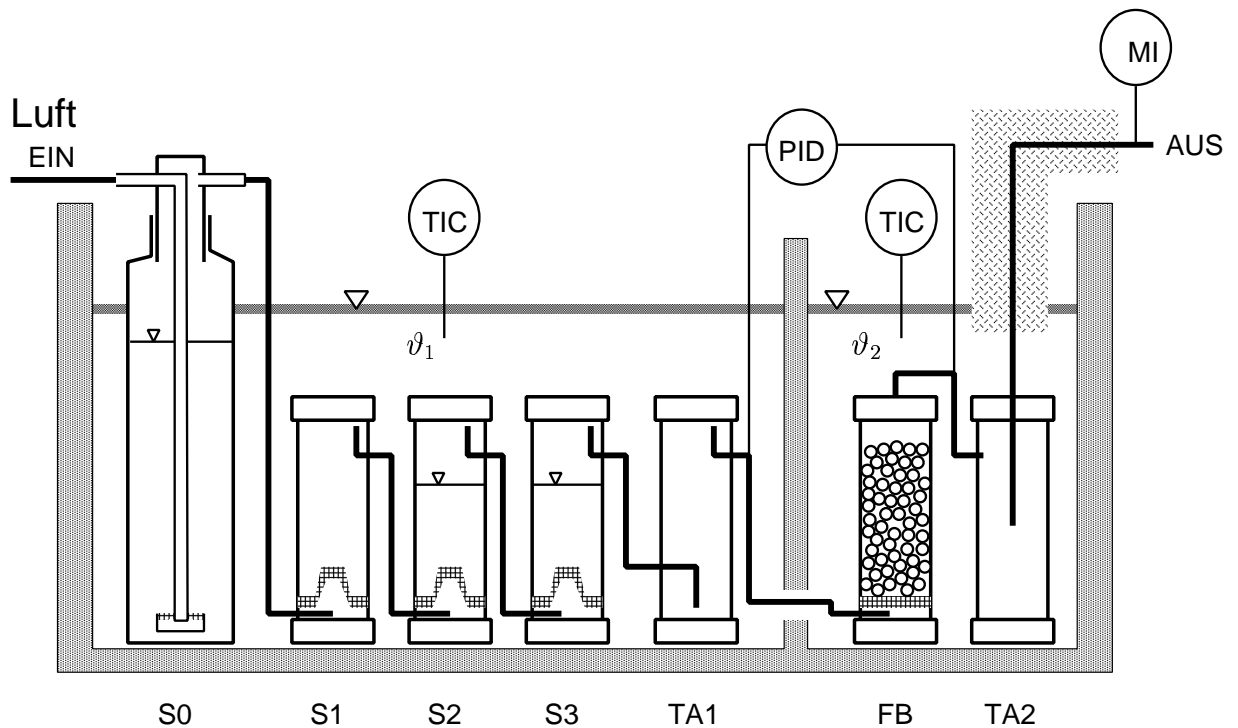 MI
Luft
EIN
PID
AUS
TIC
TIC
ϑ₁
ϑ₂
S0
S1
S2
S3
TA1
FB
TA2